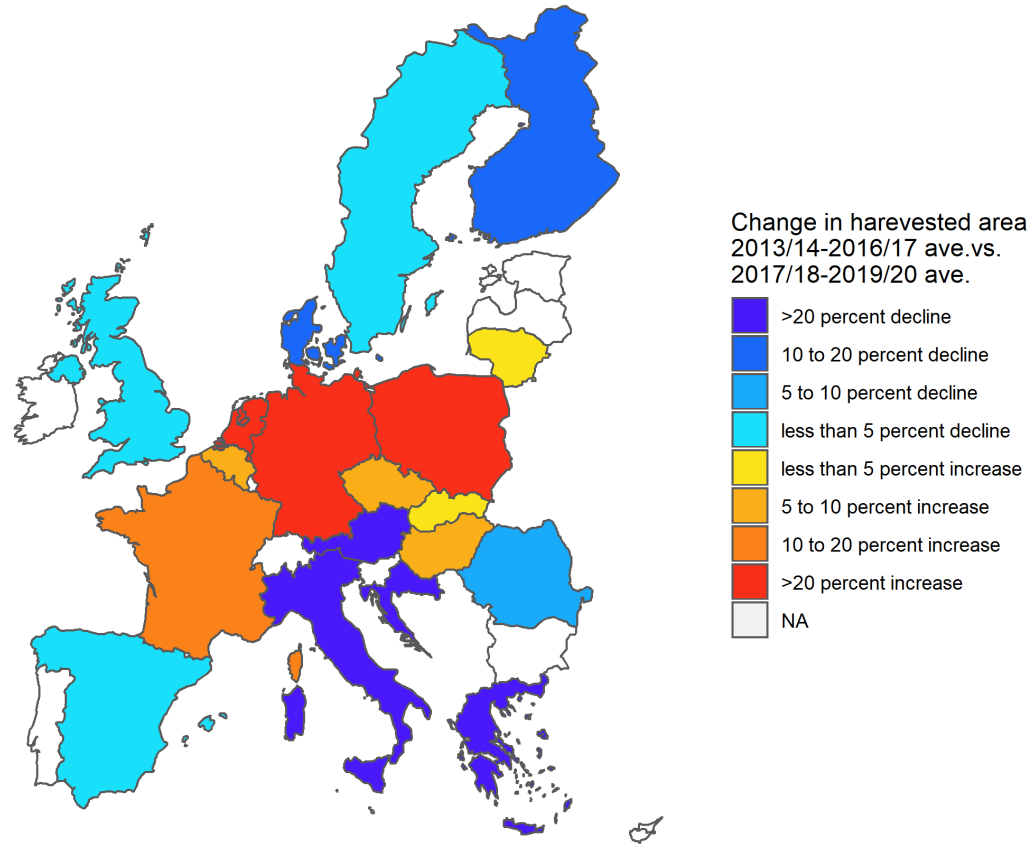 Change in harevested area
2013/14-2016/17 ave.vs.
2017/18-2019/20 ave.
>20 percent decline
10 to 20 percent decline
5 to 10 percent decline
less than 5 percent decline
less than 5 percent increase
5 to 10 percent increase
10 to 20 percent increase
>20 percent increase
NA